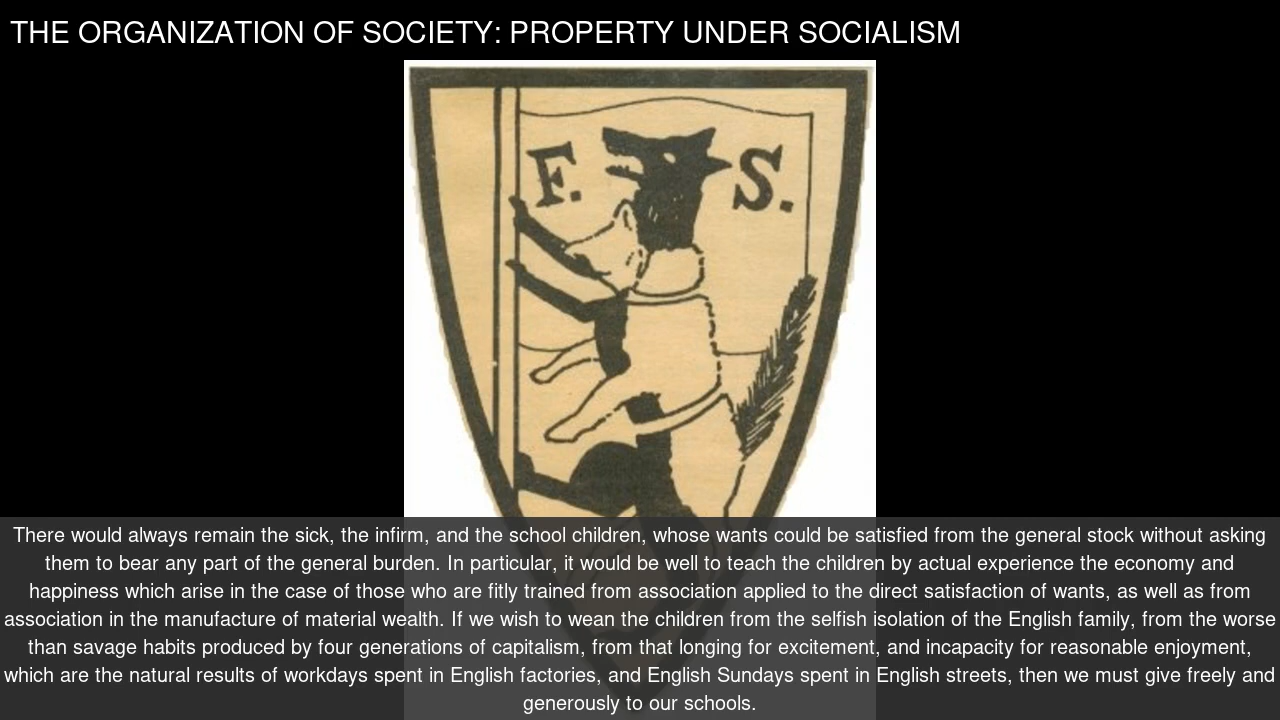 THE ORGANIZATION OF SOCIETY: PROPERTY UNDER SOCIALISM
F. S.
There would always remain the sick, the infirm, and the school children, whose wants could be satisfied from the general stock without asking
them to bear any part of the general burden. In particular, it would be well to teach the children by actual experience the economy and
happiness which arise in the case of those who are fitly trained from association applied to the direct satisfaction of wants, as well as from
association in the manufacture of material wealth. If we wish to wean the children from the selfish isolation of the English family, from the worse
than savage habits produced by four generations of capitalism, from that longing for excitement, and incapacity for reasonable enjoyment,
which are the natural results of workdays spent in English factories, and English Sundays spent in English streets, then we must give freely and
generously to our schools.